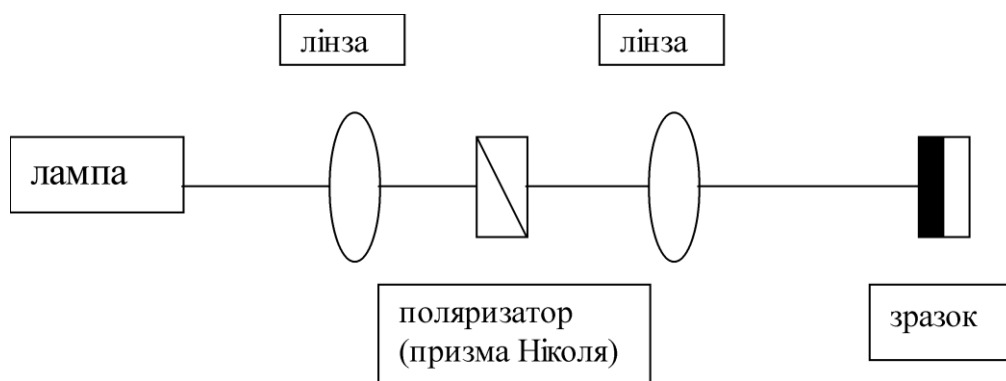 лінза
лінза
лампа
поляризатор
(призма Ніколя)
зразок